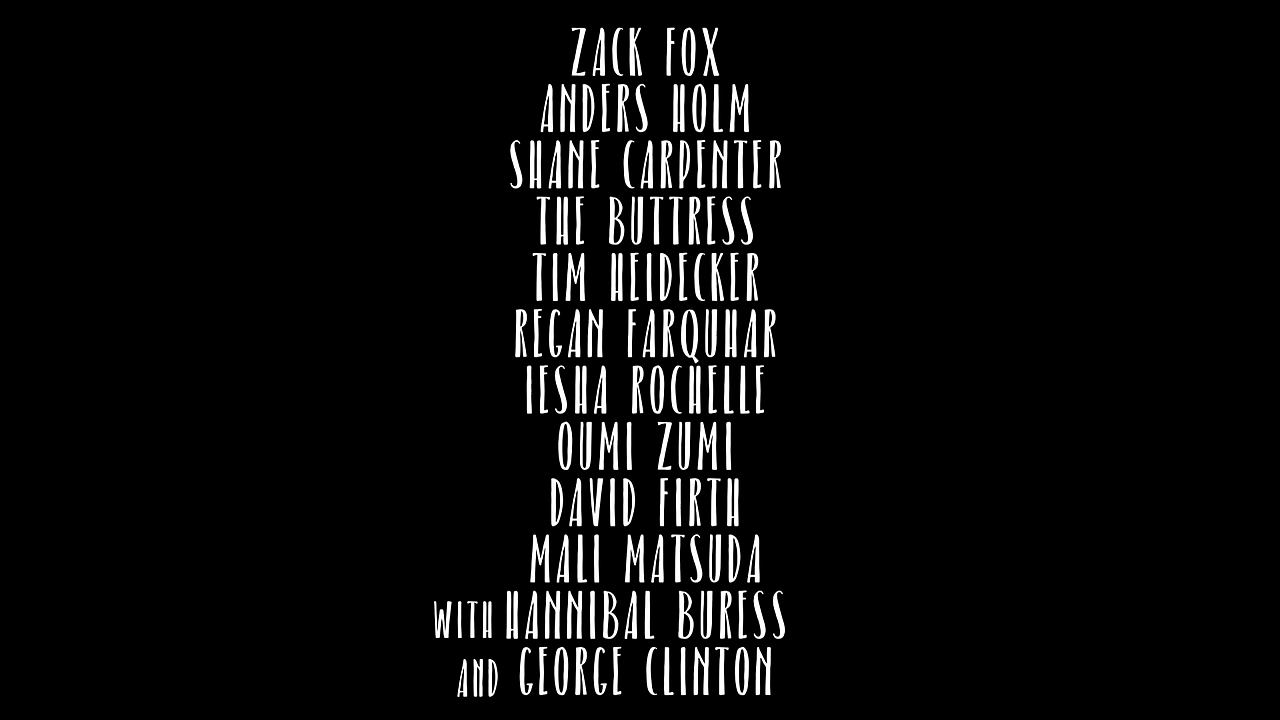 ZACK FOX
ANDERS HOLM
SHANE CARPENTER
THE BUTTRESS
TIM HEIDECKER
REGAN FARQUHAR
IESHA ROCHELLE
OUMI ZUMI
DAVID FIRTH
MALI MATSUDA
WITH HANNIBAL BURESS
AND GEORGE CLINTON